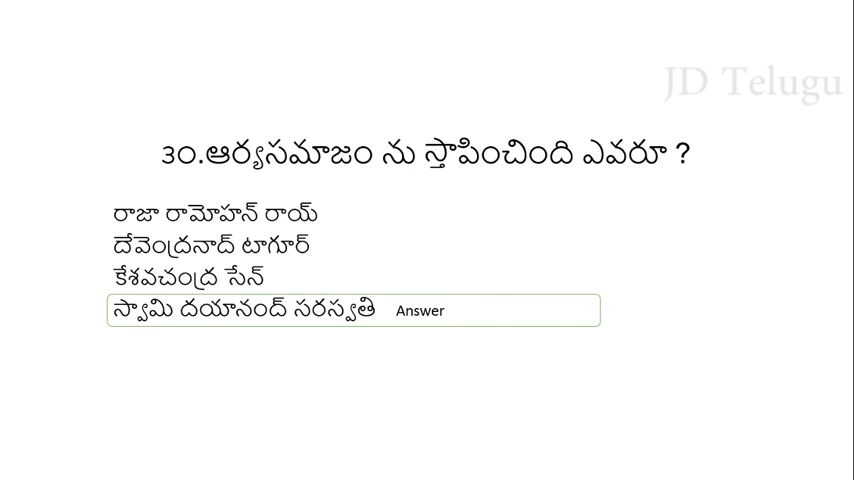 JD Telugu
30.ఆర్యసమాజం ను స్తాపించింది ఎవరూ ?
రాజా రామోహన్ రాయ్
దేవెంద్రనాద్ టాగూర్
కేశవచంద్ర సేన్
స్వామి దయానంద్ సరస్వతి Answer